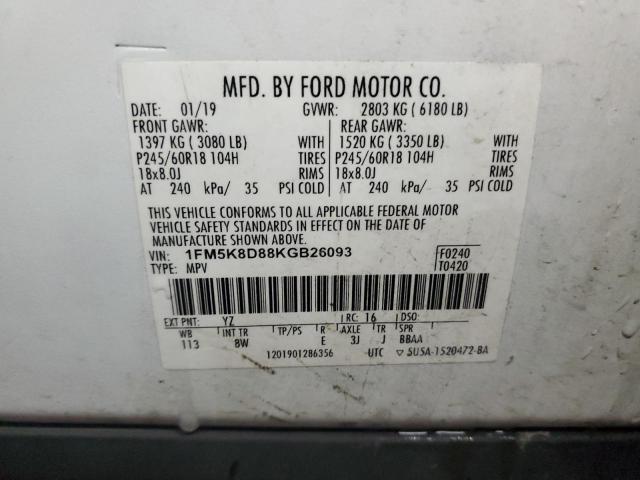 MFD. BY FORD MOTOR CO.
DATE: 01/19 GVWR: 2803 KG ( 6180 LB)
FRONT GAWR: REAR GAWR:
1397 KG ( 3080 LB) WITH 1520 KG ( 3350 LB) WITH
P245/60R18 104H TIRES P245/60R18 104H TIRES
18x8.0J RIMS 18x8.0J RIMS
AT 240 kPa/ 35 PSI COLD AT 240 kPa/ 35 PSI COLD
THIS VEHICLE CONFORMS TO ALL APPLICABLE FEDERAL MOTOR
VEHICLE SAFETY STANDARDS IN EFFECT ON THE DATE OF
MANUFACTURE SHOWN ABOVE.
VIN: 1FM5K8D88KGB26093 F0240
TYPE: MPV T0420
EXT PNT: YZ RC: 16 DSO:
WB INT TR TP/PS R AXLE TR SPR
113 8W E 3J J BBAA
1201901286356 UTC ▽ 5U5A-1520472-BA